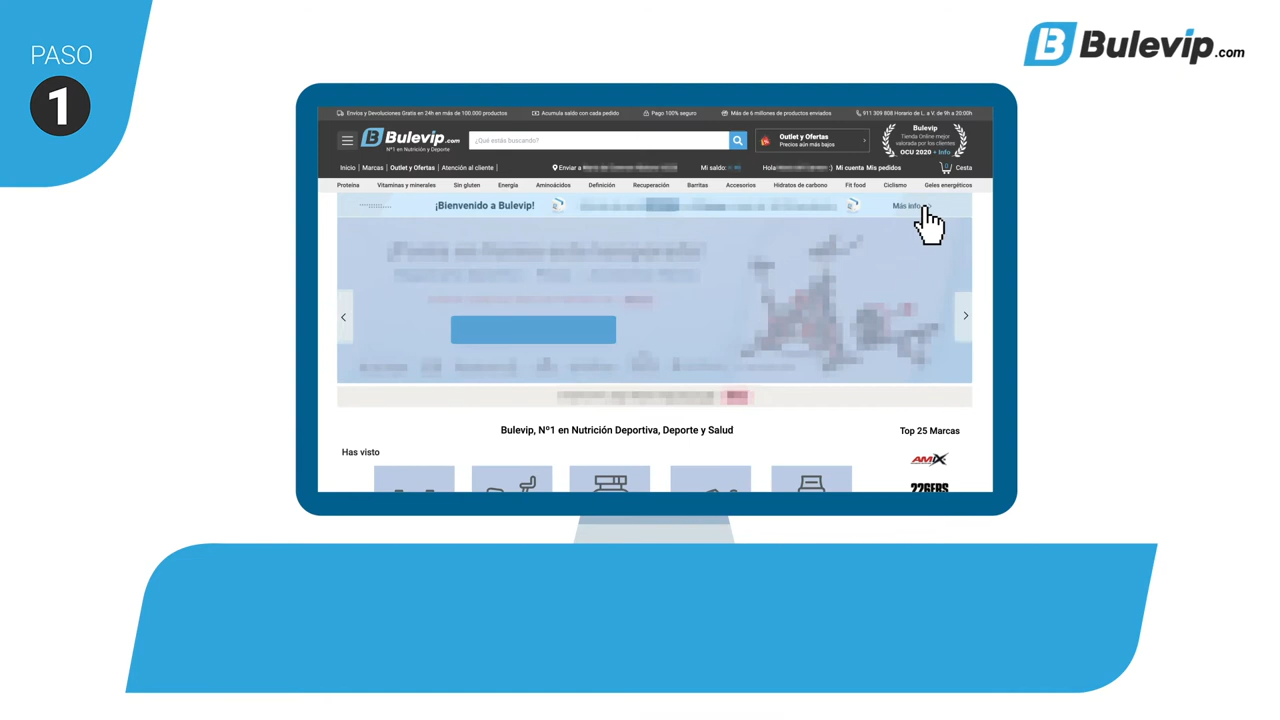 PASO
1
Bulevip.com
Envíos y Devoluciones Gratis en 24h en más de 100.000 productos
Acumula saldo con cada pedido
Pago 100% seguro
Más de 6 millones de productos enviados
911 309 808 Horario de L, a V. de 9h a 20:00h
Bulevip.com
Nº1 en Nutrición y Deporte
¿Qué estás buscando?
Outlet y Ofertas
Precios aún más bajos
Bulevip
Tienda Online mejor
valorada por los clientes
OCU 2020 + Info
Inicio | Marcas | Outlet y Ofertas | Atención al cliente |
Enviar a
Mi saldo:
Hola
:) Mi cuenta Mis pedidos
0
Cesta
Proteína Vitaminas y minerales Sin gluten Energía Aminoácidos Definición Recuperación Barritas Accesorios Hidratos de carbono Fit food Ciclismo Geles energéticos
¡Bienvenido a Bulevip!
Más info
Bulevip, Nº1 en Nutrición Deportiva, Deporte y Salud
Top 25 Marcas
Has visto
AMIX
226ERS